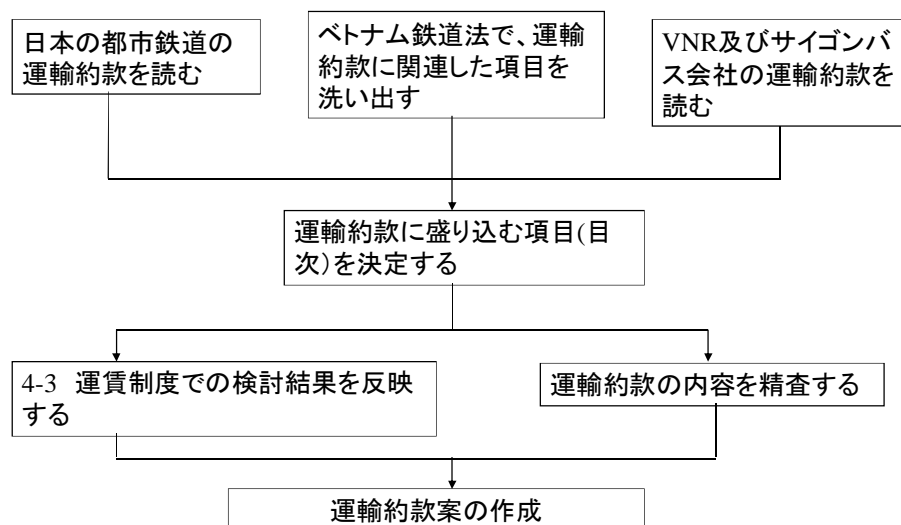 日本の都市鉄道の
運輸約款を読む
ベトナム鉄道法で、運輸
約款に関連した項目を
洗い出す
VNR及びサイゴンバ
ス会社の運輸約款を
読む
運輸約款に盛り込む項目(目
次)を決定する
4-3 運賃制度での検討結果を反映
する
運輸約款の内容を精査する
運輸約款案の作成